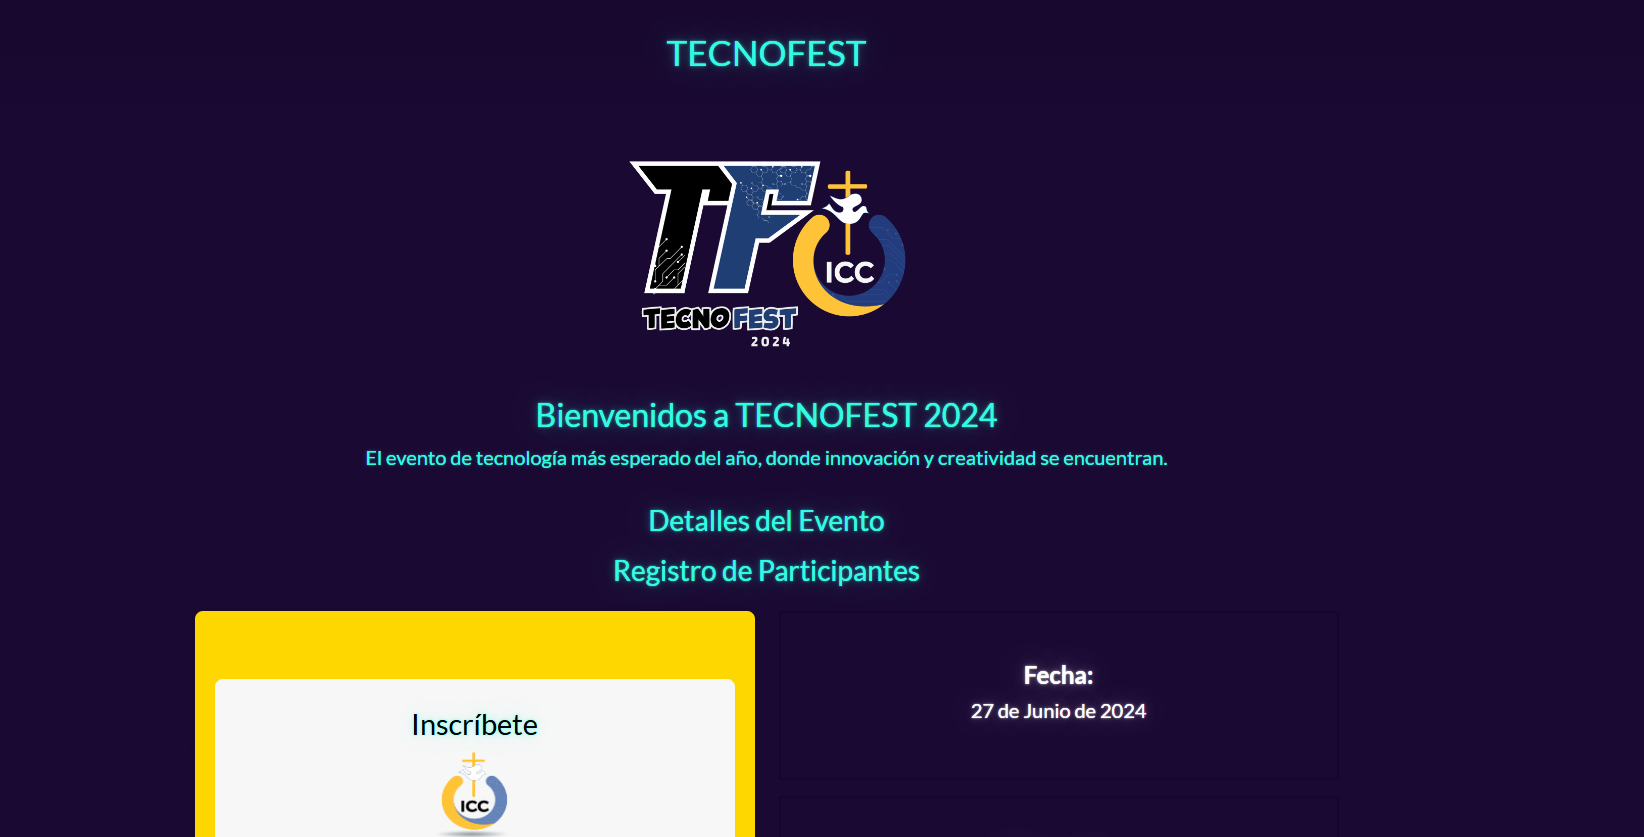 TECNOFEST
TF
ICC
TECNOFEST
2024
Bienvenidos a TECNOFEST 2024
El evento de tecnología más esperado del año, donde innovación y creatividad se encuentran.
Detalles del Evento
Registro de Participantes
Inscríbete
ICC
Fecha:
27 de Junio de 2024